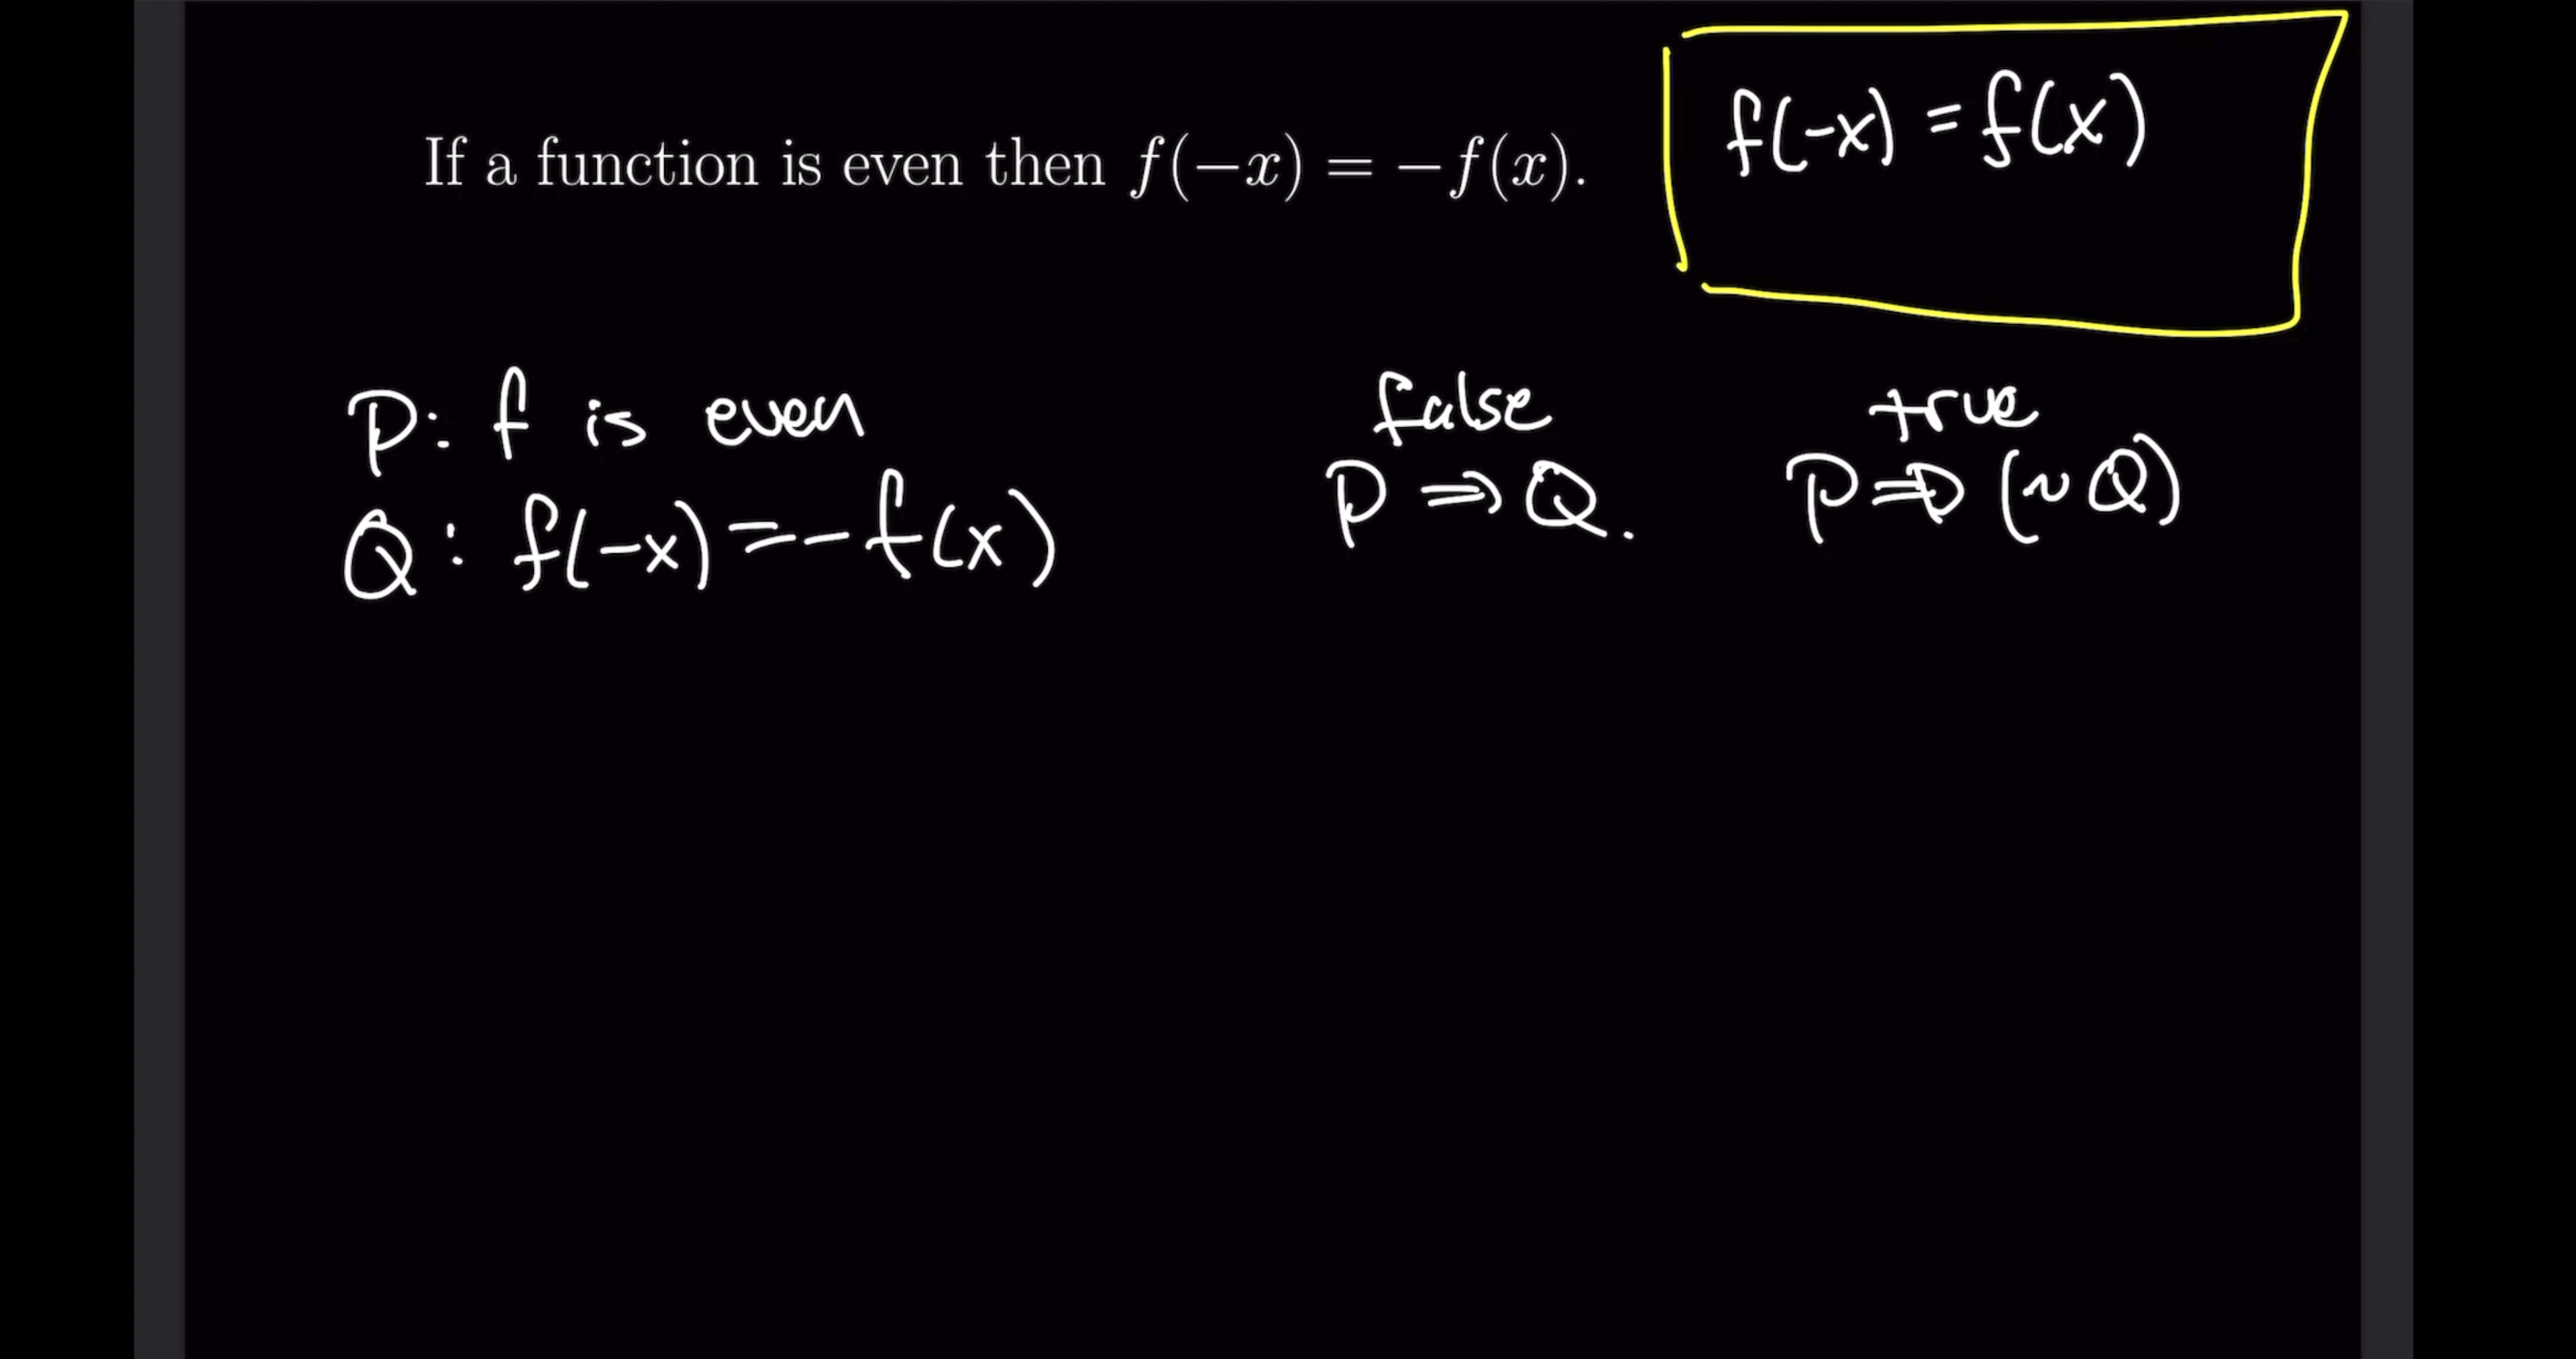 If a function is even then f(−x) = −f(x).
f(-x) = f(x)
P: f is even
false
true
Q: f(-x) = -f(x)
P ⇒ Q.
P ⇒ (~Q)